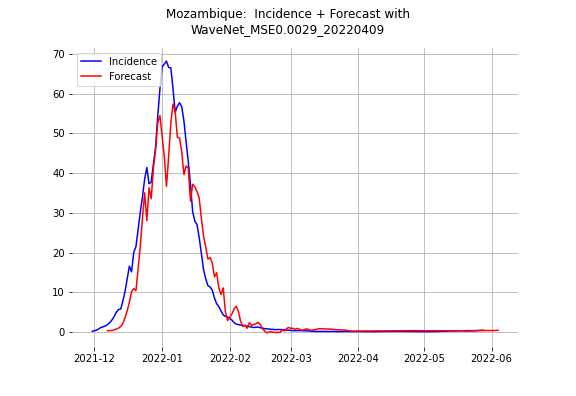 Mozambique:  Incidence + Forecast with
WaveNet_MSE0.0029_20220409
Incidence
Forecast
70
60
50
40
30
20
10
0
2021-12 2022-01 2022-02 2022-03 2022-04 2022-05 2022-06